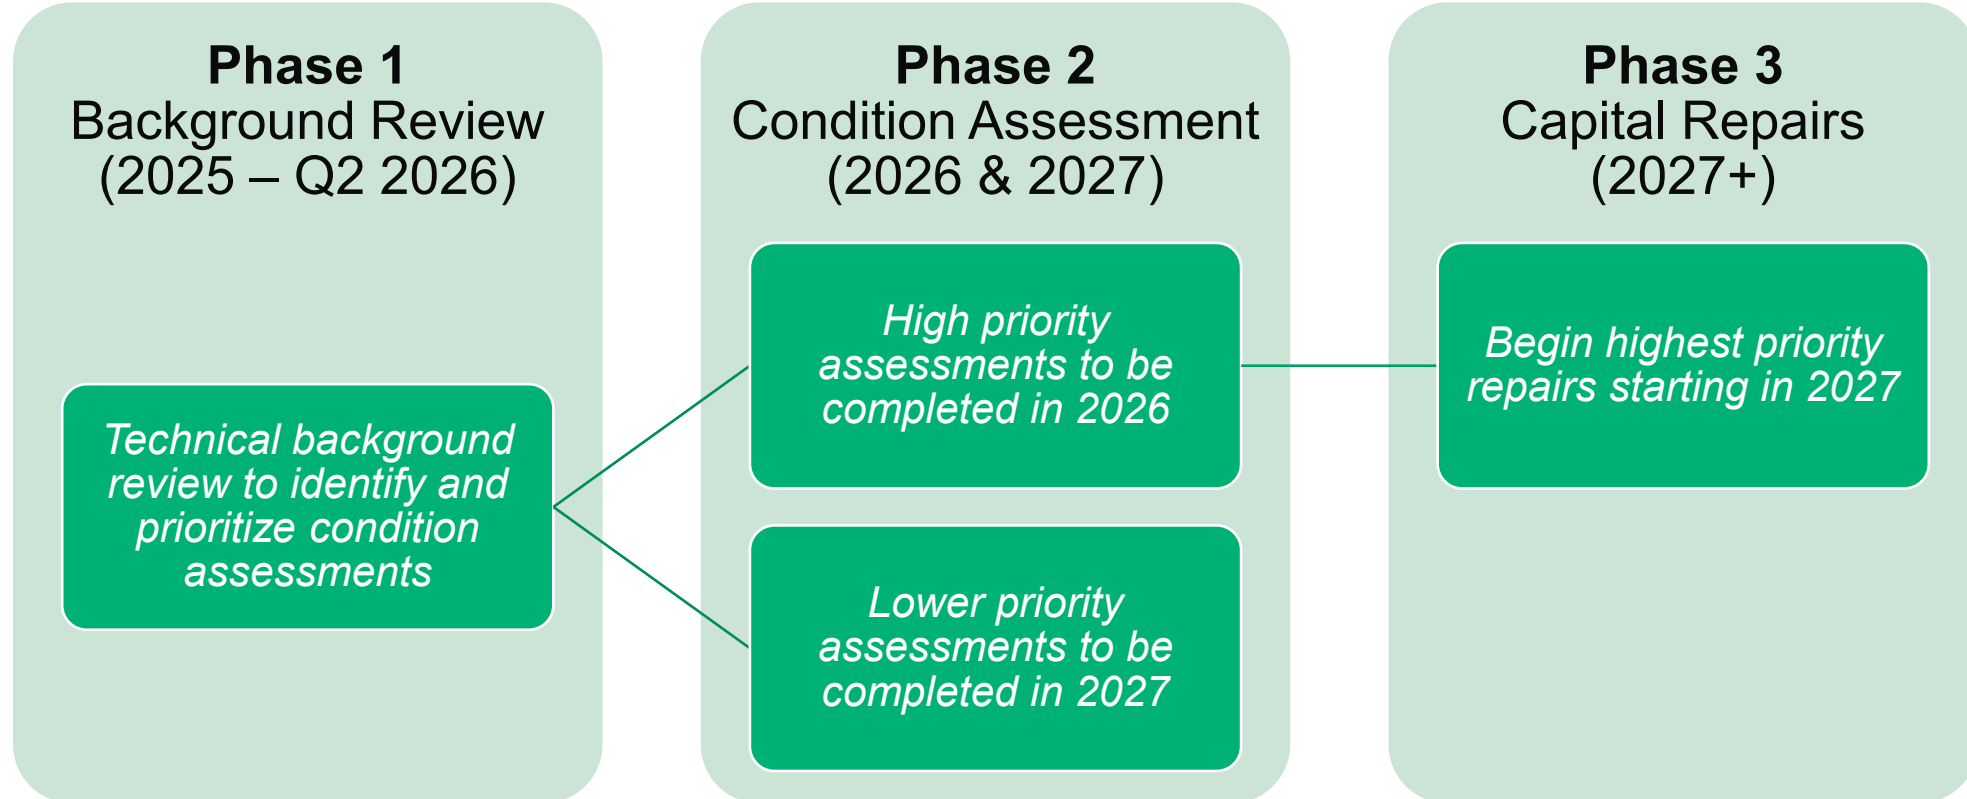 Phase 1
Background Review
(2025 – Q2 2026)
Technical background
review to identify and
prioritize condition
assessments
Phase 2
Condition Assessment
(2026 & 2027)
High priority
assessments to be
completed in 2026
Lower priority
assessments to be
completed in 2027
Phase 3
Capital Repairs
(2027+)
Begin highest priority
repairs starting in 2027